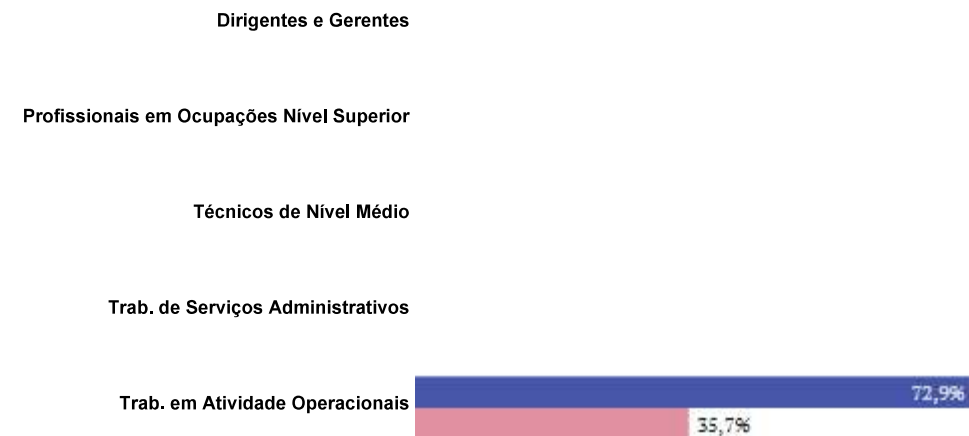 Dirigentes e Gerentes
Profissionais em Ocupações Nível Superior
Técnicos de Nível Médio
Trab. de Serviços Administrativos
Trab. em Atividade Operacionais
72,9%
35,7%